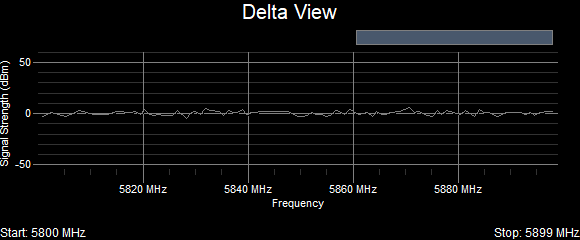 Delta View
Signal Strength (dBm)
50
0
-50
5820 MHz
5840 MHz
5860 MHz
5880 MHz
Frequency
Start: 5800 MHz
Stop: 5899 MHz